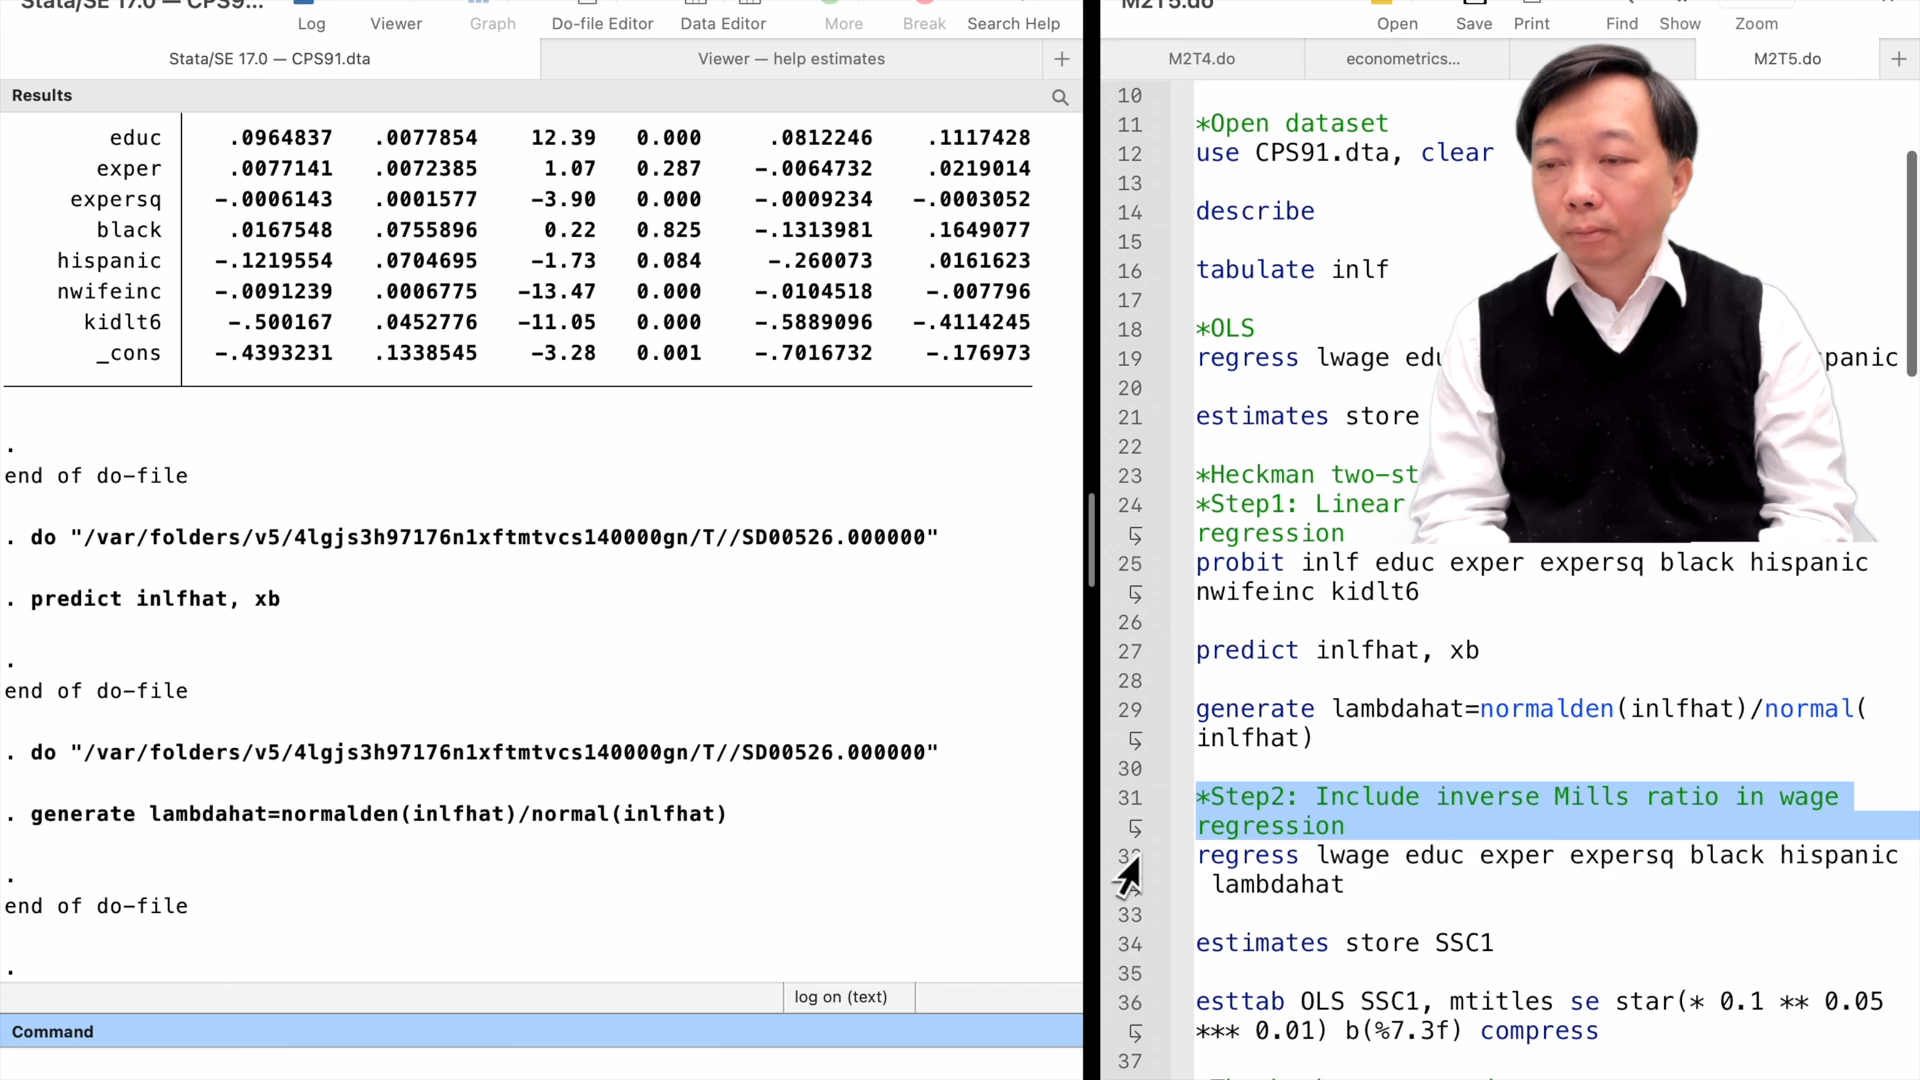 Stata/SE 17.0 — CPS9...
Log Viewer Graph Do-file Editor Data Editor More Break Search Help
Stata/SE 17.0 — CPS91.dta
Viewer — help estimates
+
Results
educ .0964837 .0077854 12.39 0.000 .0812246 .1117428
exper .0077141 .0072385 1.07 0.287 -.0064732 .0219014
expersq -.0006143 .0001577 -3.90 0.000 -.0009234 -.0003052
black .0167548 .0755896 0.22 0.825 -.1313981 .1649077
hispanic -.1219554 .0704695 -1.73 0.084 -.260073 .0161623
nwifeinc -.0091239 .0006775 -13.47 0.000 -.0104518 -.007796
kidlt6 -.500167 .0452776 -11.05 0.000 -.5889096 -.4114245
_cons -.4393231 .1338545 -3.28 0.001 -.7016732 -.176973
.
end of do-file
. do "/var/folders/v5/4lgjs3h97176n1xftmtvcs140000gn/T//SD00526.000000"
. predict inlfhat, xb
.
end of do-file
. do "/var/folders/v5/4lgjs3h97176n1xftmtvcs140000gn/T//SD00526.000000"
. generate lambdahat=normalden(inlfhat)/normal(inlfhat)
.
end of do-file
.
log on (text)
Command
M2T5.do
Open Save Print Find Show Zoom
M2T4.do
econometrics...
M2T5.do
+
10
11 *Open dataset
12 use CPS91.dta, clear
13
14 describe
15
16 tabulate inlf
17
18 *OLS
19 regress lwage edu panic
20
21 estimates store
22
23 *Heckman two-st
24 *Step1: Linear
regression
25 probit inlf educ exper expersq black hispanic
nwifeinc kidlt6
26
27 predict inlfhat, xb
28
29 generate lambdahat=normalden(inlfhat)/normal(
inlfhat)
30
31 *Step2: Include inverse Mills ratio in wage
regression
regress lwage educ exper expersq black hispanic
lambdahat
33
34 estimates store SSC1
35
36 esttab OLS SSC1, mtitles se star(* 0.1 ** 0.05
*** 0.01) b(%7.3f) compress
37